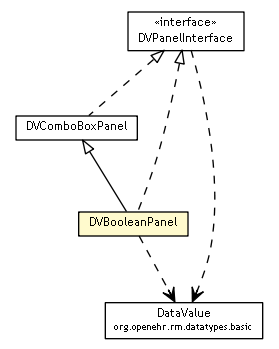 «interface»
DVPanelInterface
DVComboBoxPanel
DVBooleanPanel
DataValue
org.openehr.rm.datatypes.basic